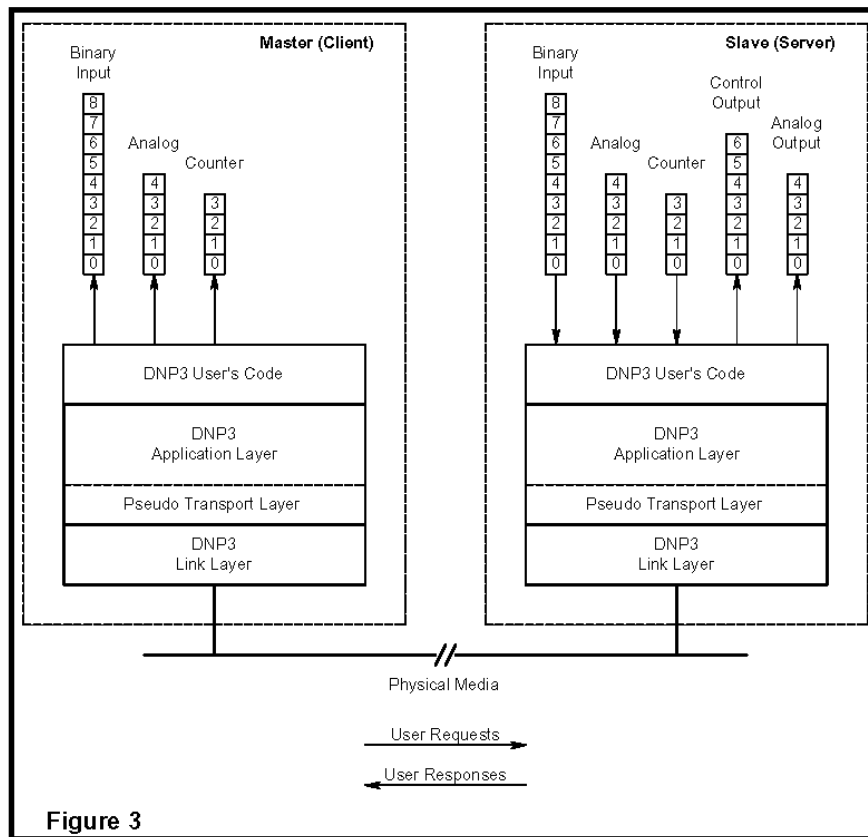 Master (Client)
Binary
Input
8
7
6
5
4
3
2
1
0
Analog
4
3
2
1
0
Counter
3
2
1
0
DNP3 User's Code
DNP3
Application Layer
Pseudo Transport Layer
DNP3
Link Layer
Slave (Server)
Binary
Input
8
7
6
5
4
3
2
1
0
Analog
4
3
2
1
0
Counter
3
2
1
0
Control
Output
6
5
4
3
2
1
0
Analog
Output
4
3
2
1
0
DNP3 User's Code
DNP3
Application Layer
Pseudo Transport Layer
DNP3
Link Layer
Physical Media
User Requests
User Responses
Figure 3